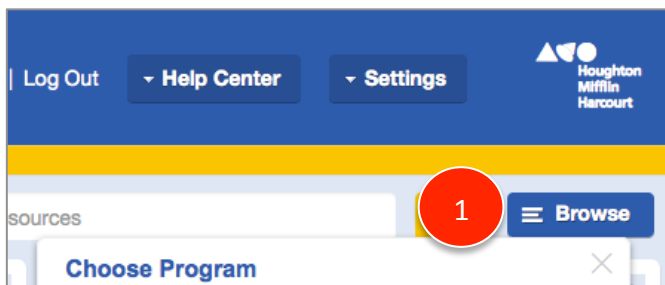 | Log Out
Help Center
Settings
Houghton
Mifflin
Harcourt
sources
1
Browse
Choose Program